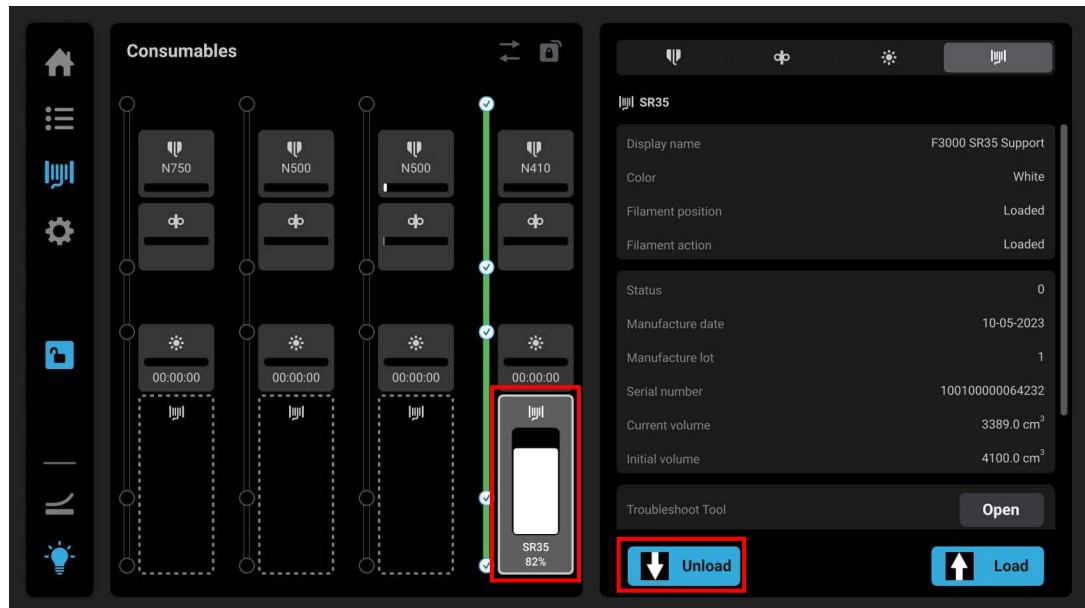 Consumables
N750
N500
N500
N410
00:00:00
00:00:00
00:00:00
00:00:00
SR35
82%
SR35
Display name F3000 SR35 Support
Color White
Filament position Loaded
Filament action Loaded
Status 0
Manufacture date 10-05-2023
Manufacture lot 1
Serial number 100100000064232
Current volume 3389.0 cm³
Initial volume 4100.0 cm³
Troubleshoot Tool Open
Unload
Load